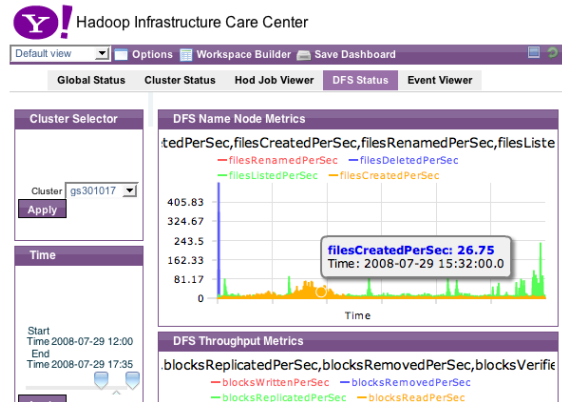 Y! Hadoop Infrastructure Care Center
Default view Options Workspace Builder Save Dashboard
Global Status Cluster Status Hod Job Viewer DFS Status Event Viewer
Cluster Selector
Cluster gs301017
Apply
Time
Start
Time 2008-07-29 12:00
End
Time 2008-07-29 17:35
DFS Name Node Metrics
:tedPerSec,filesCreatedPerSec,filesRenamedPerSec,filesListe
filesRenamedPerSec filesDeletedPerSec
filesListedPerSec filesCreatedPerSec
405.83
324.67
243.5
162.33
81.17
0
filesCreatedPerSec: 26.75
Time: 2008-07-29 15:32:00.0
Time
DFS Throughput Metrics
.blocksReplicatedPerSec,blocksRemovedPerSec,blocksVerifie
blocksWrittenPerSec blocksRemovedPerSec
blocksReplicatedPerSec blocksReadPerSec